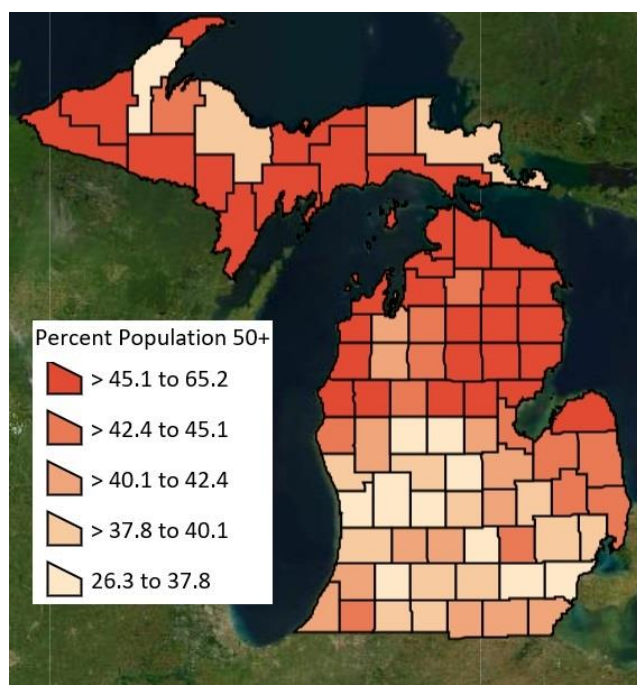 Percent Population 50+
> 45.1 to 65.2
> 42.4 to 45.1
> 40.1 to 42.4
> 37.8 to 40.1
26.3 to 37.8